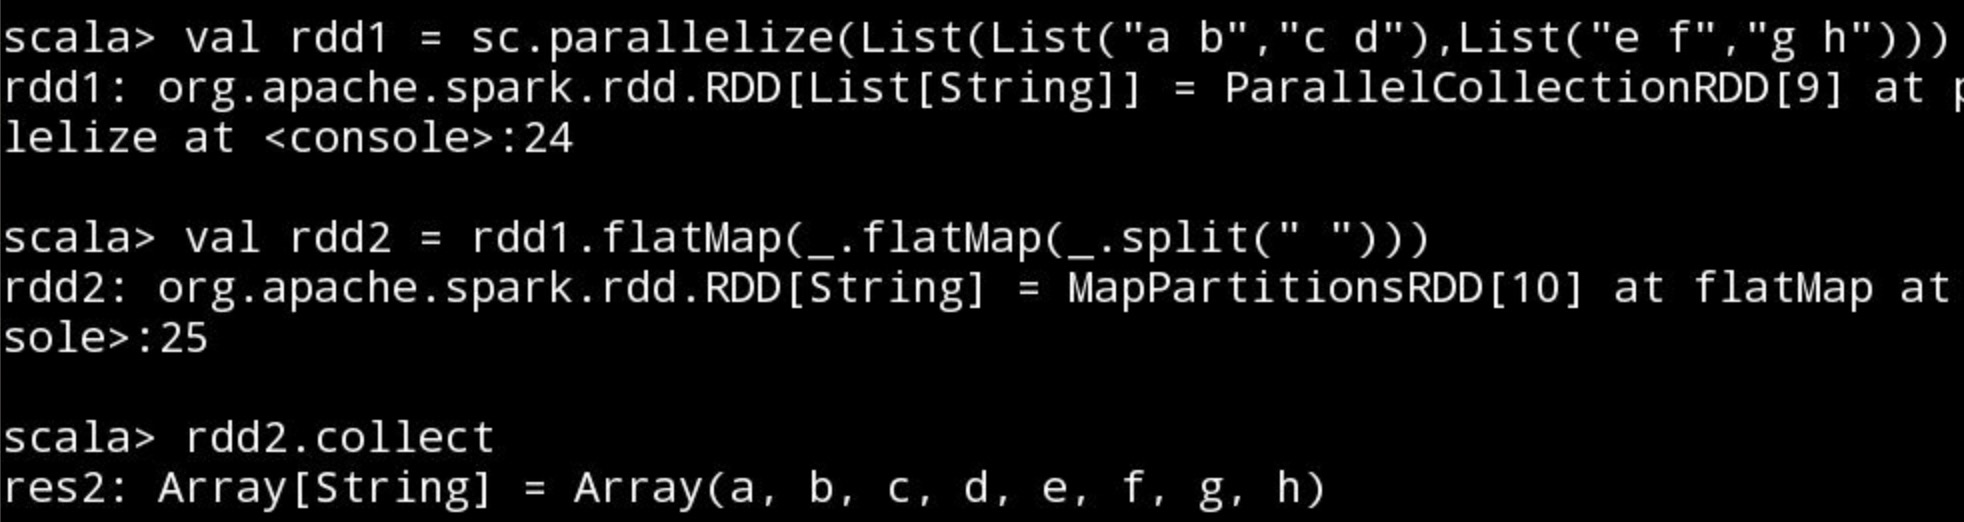 scala> val rdd1 = sc.parallelize(List(List("a b","c d"),List("e f","g h")))
rdd1: org.apache.spark.rdd.RDD[List[String]] = ParallelCollectionRDD[9] at p
lelize at <console>:24
scala> val rdd2 = rdd1.flatMap(_.flatMap(_.split(" ")))
rdd2: org.apache.spark.rdd.RDD[String] = MapPartitionsRDD[10] at flatMap at
sole>:25
scala> rdd2.collect
res2: Array[String] = Array(a, b, c, d, e, f, g, h)